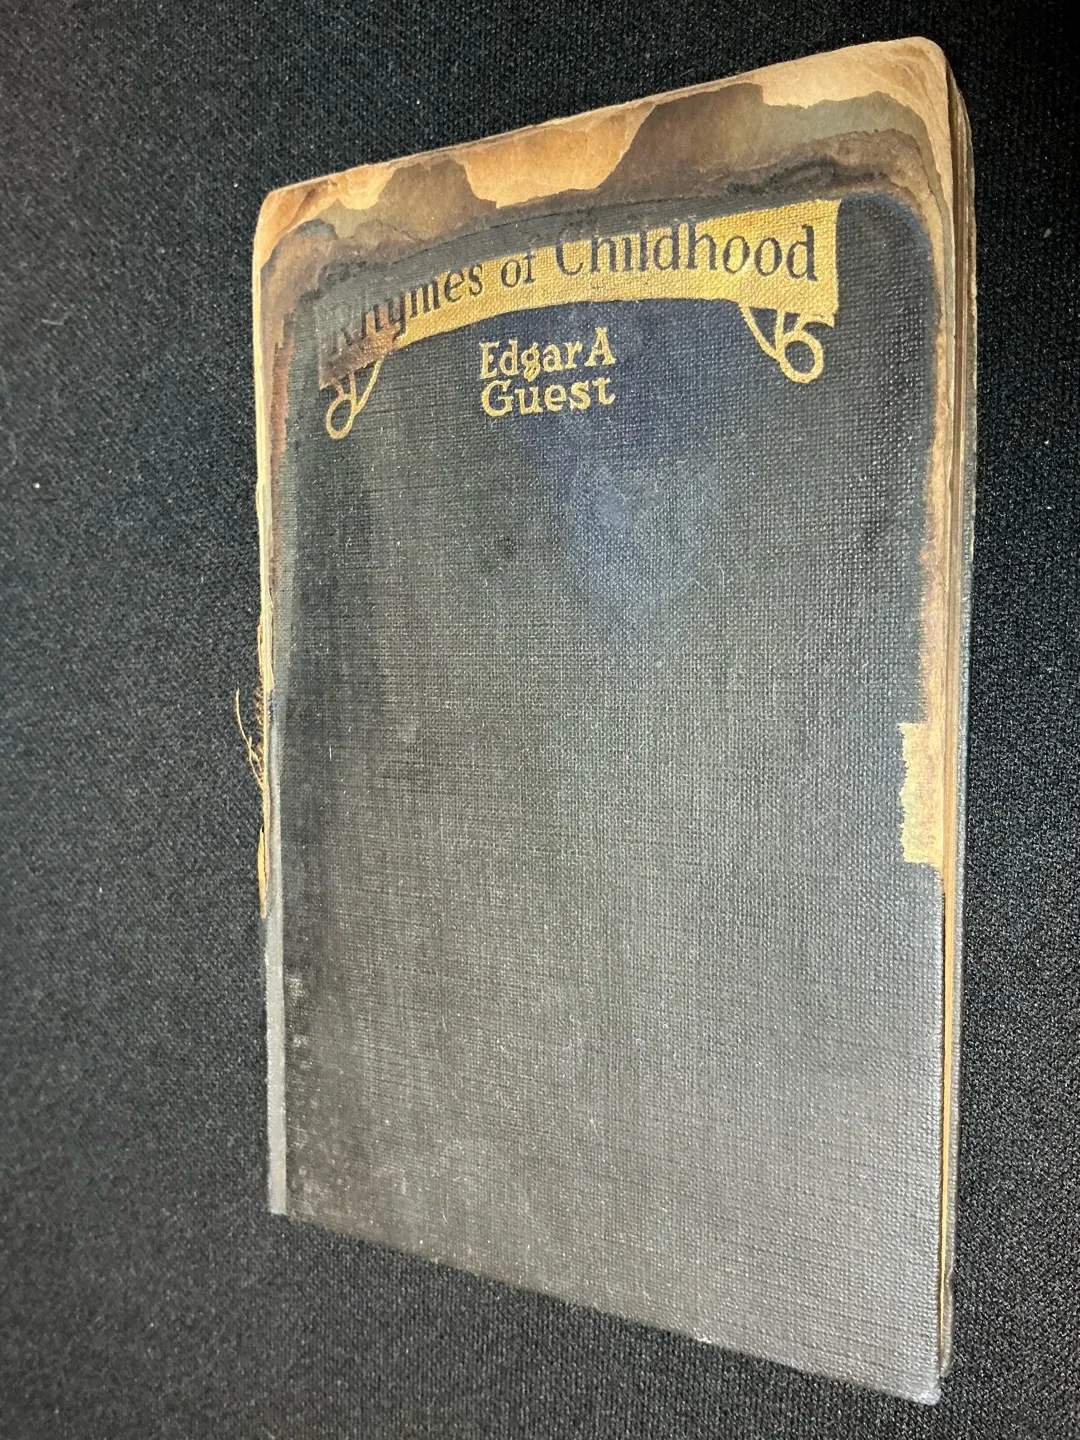 Rhymes of Childhood
Edgar A
Guest